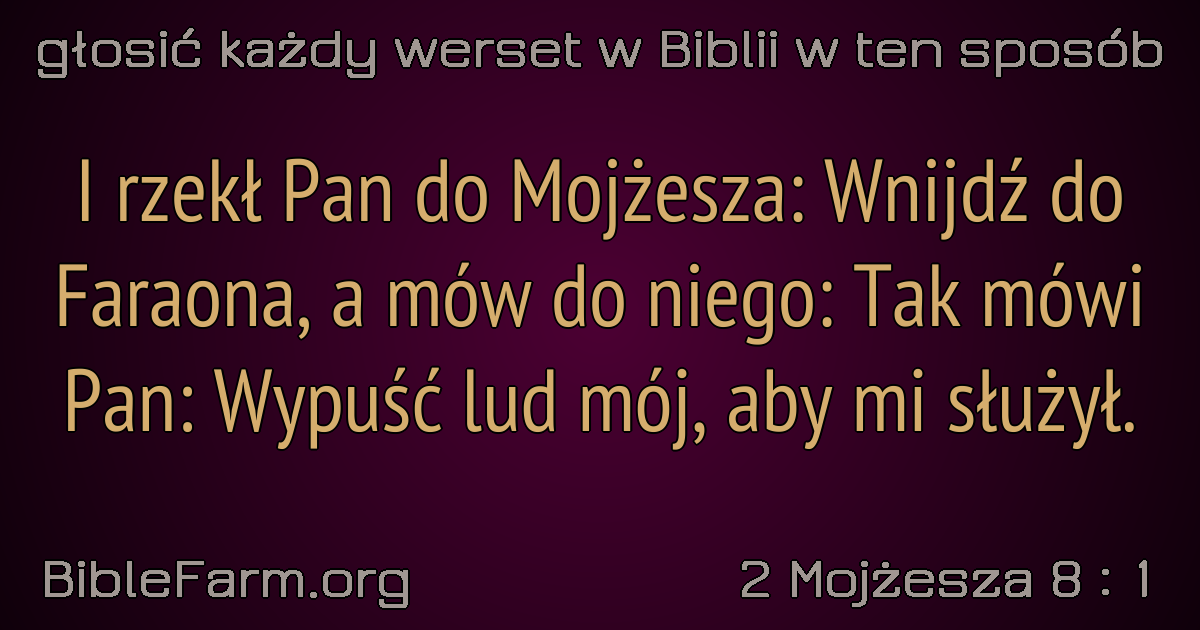 głosić każdy werset w Biblii w ten sposób
I rzekł Pan do Mojżesza: Wnijdź do
Faraona, a mów do niego: Tak mówi
Pan: Wypuść lud mój, aby mi służył.
BibleFarm.org
2 Mojżesza 8 : 1